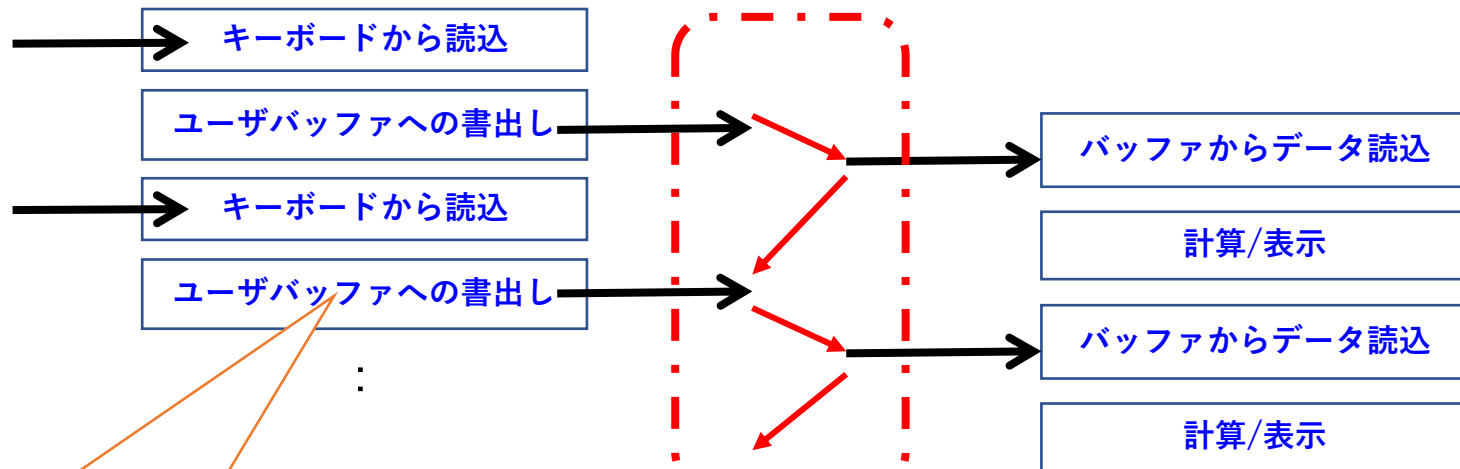 キーボードから読込
ユーザバッファへの書出し
キーボードから読込
ユーザバッファへの書出し
:
バッファからデータ読込
計算/表示
バッファからデータ読込
計算/表示